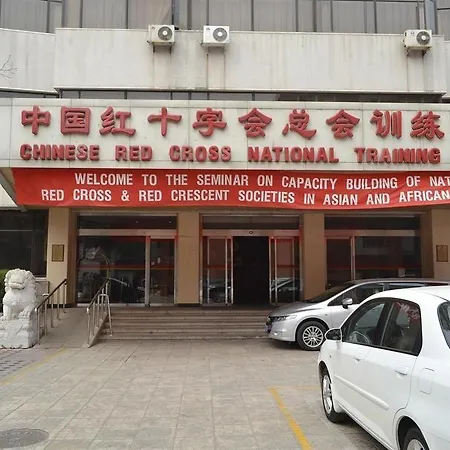 中国红十字会总会训练
CHINESE RED CROSS NATIONAL TRAINING
WELCOME TO THE SEMINAR ON CAPACITY BUILDING OF NAT
RED CROSS & RED CRESCENT SOCIETIES IN ASIAN AND AFRICAN